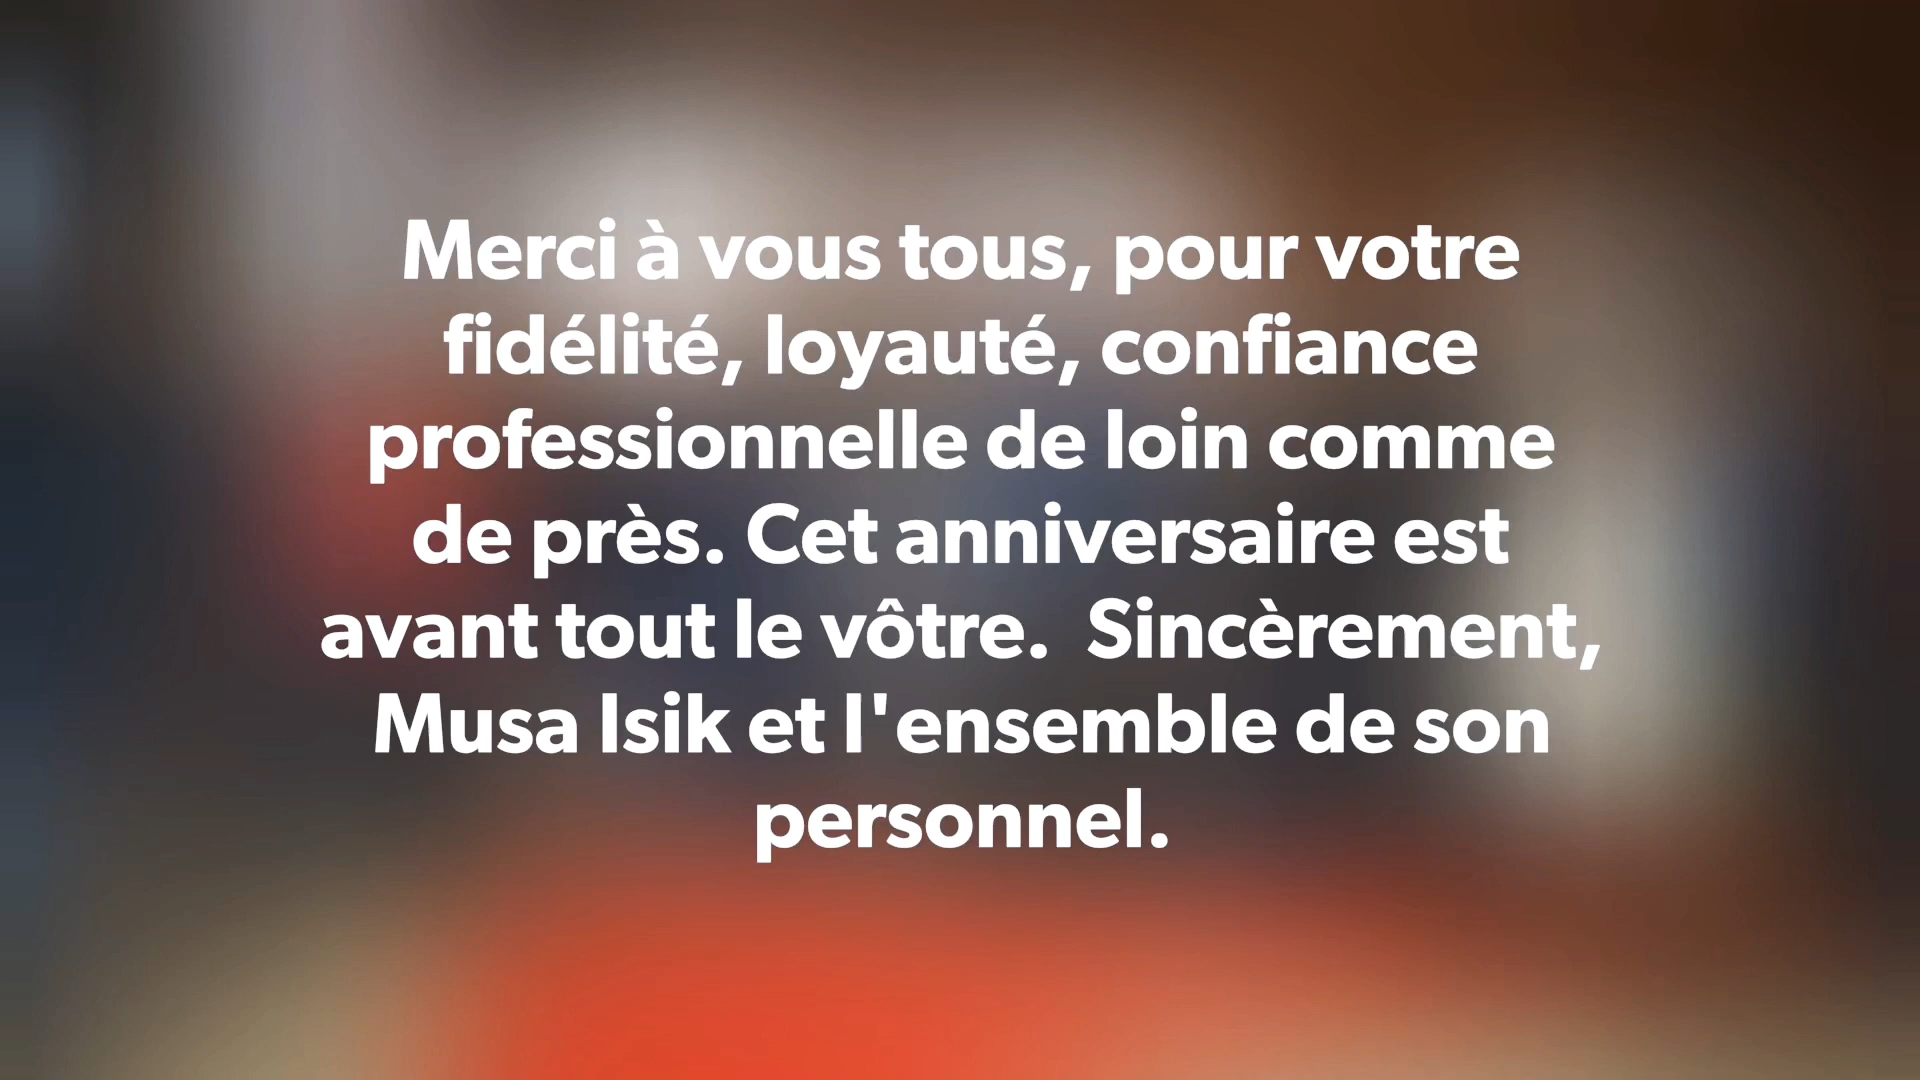 Merci à vous tous, pour votre
fidélité, loyauté, confiance
professionnelle de loin comme
de près. Cet anniversaire est
avant tout le vôtre.  Sincèrement,
Musa Isik et l'ensemble de son
personnel.